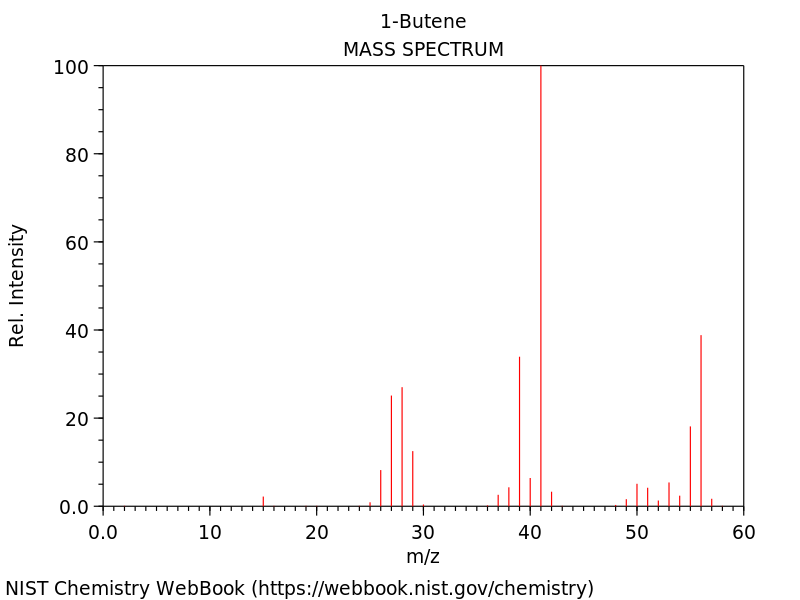 1-Butene
MASS SPECTRUM
100
80
60
40
20
0.0
Rel. Intensity
0.0 10 20 30 40 50 60
m/z
NIST Chemistry WebBook (https://webbook.nist.gov/chemistry)